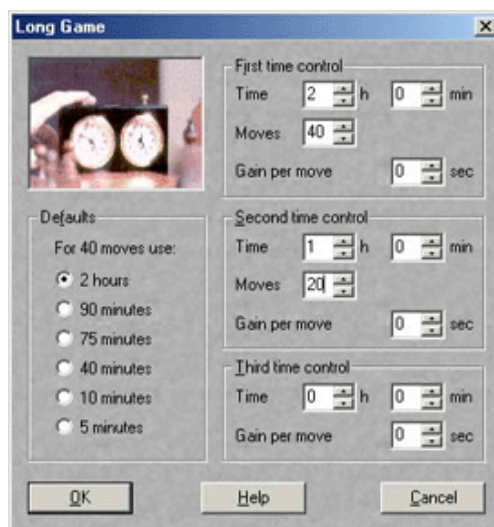 Long Game
First time control
Time 2 h 0 min
Moves 40
Gain per move 0 sec
Defaults
For 40 moves use:
2 hours
90 minutes
75 minutes
40 minutes
10 minutes
5 minutes
Second time control
Time 1 h 0 min
Moves 20
Gain per move 0 sec
Third time control
Time 0 h 0 min
Gain per move 0 sec
OK Help Cancel